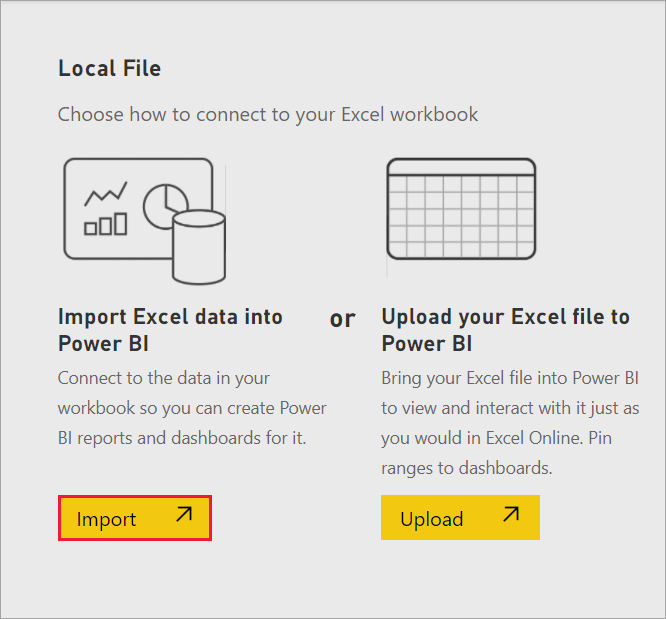 Local File
Choose how to connect to your Excel workbook
Import Excel data into
Power BI
Connect to the data in your
workbook so you can create Power
BI reports and dashboards for it.
Import
or
Upload your Excel file to
Power BI
Bring your Excel file into Power BI
to view and interact with it just as
you would in Excel Online. Pin
ranges to dashboards.
Upload